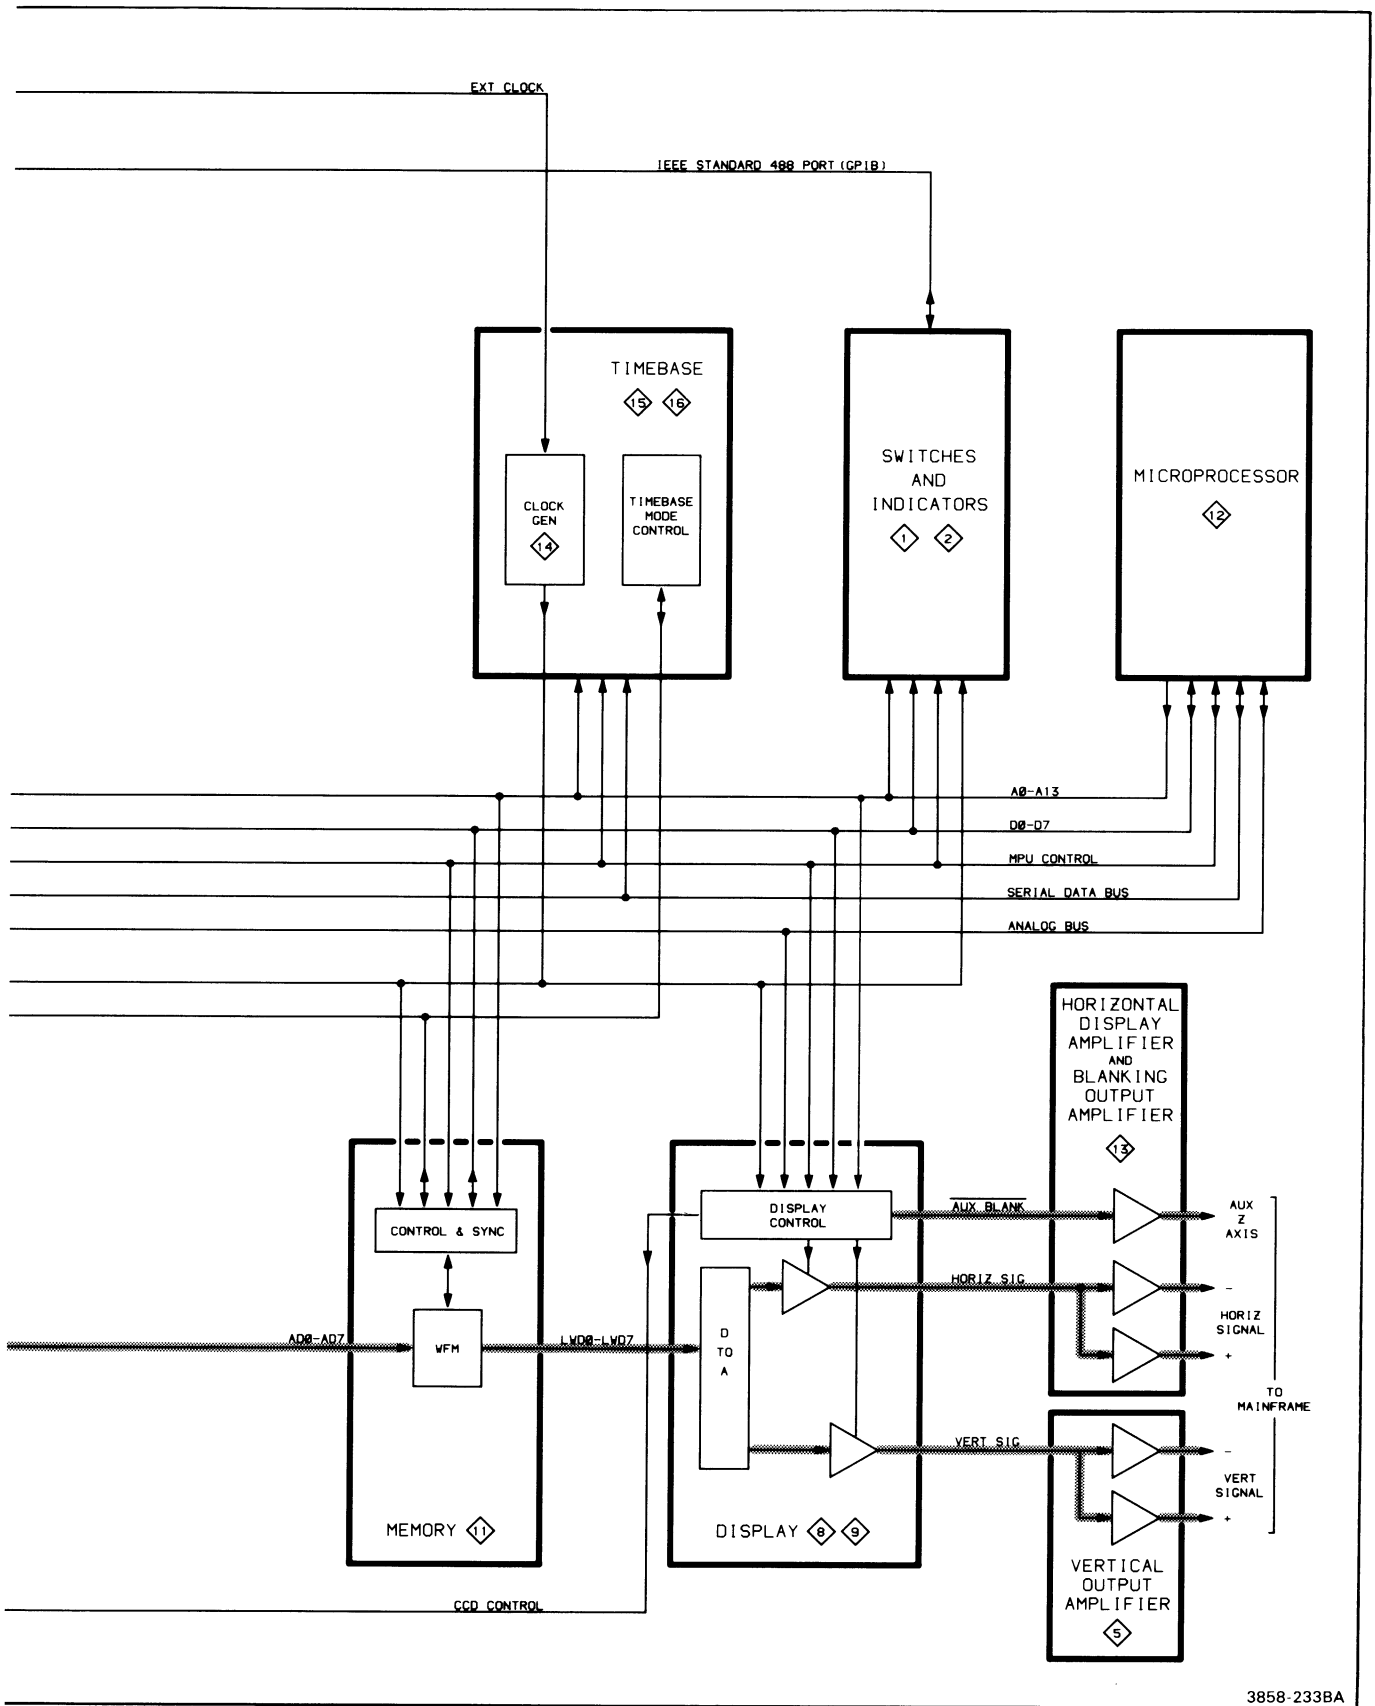 EXT CLOCK
IEEE STANDARD 488 PORT (GPIB)
TIMEBASE
15 16
CLOCK
GEN
14
TIMEBASE
MODE
CONTROL
SWITCHES
AND
INDICATORS
1 2
MICROPROCESSOR
12
A0-A13
D0-D7
MPU CONTROL
SERIAL DATA BUS
ANALOG BUS
HORIZONTAL
DISPLAY
AMPLIFIER
AND
BLANKING
OUTPUT
AMPLIFIER
13
CONTROL & SYNC
DISPLAY
CONTROL
AUX BLANK
AUX
Z
AXIS
HORIZ SIG
-
HORIZ
SIGNAL
+
AD0-AD7
WFM
LWD0-LWD7
D
TO
A
TO
MAINFRAME
VERT SIG
-
VERT
SIGNAL
+
MEMORY 11
DISPLAY 8 9
VERTICAL
OUTPUT
AMPLIFIER
5
CCD CONTROL
3858-233BA